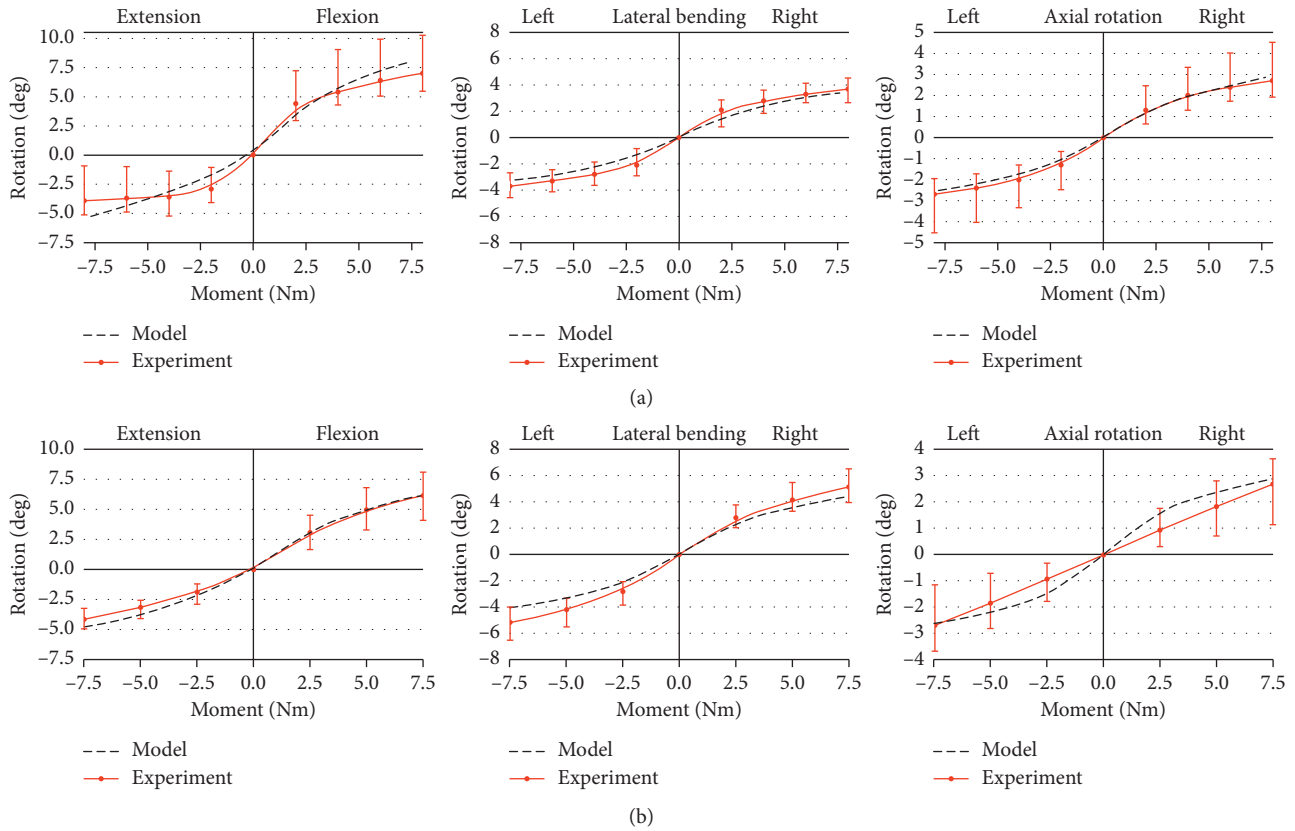 Extension Flexion
10.0
7.5
5.0
2.5
0.0
−2.5
−5.0
−7.5
Rotation (deg)
−7.5 −5.0 −2.5 0.0 2.5 5.0 7.5
Moment (Nm)
Model
Experiment
Left Lateral bending Right
8
6
4
2
0
−2
−4
−6
−8
Rotation (deg)
−7.5 −5.0 −2.5 0.0 2.5 5.0 7.5
Moment (Nm)
Model
Experiment
Left Axial rotation Right
5
4
3
2
1
0
−1
−2
−3
−4
5
Rotation (deg)
−7.5 −5.0 −2.5 0.0 2.5 5.0 7.5
Moment (Nm)
Model
Experiment
(a)
Extension Flexion
10.0
7.5
5.0
2.5
0.0
−2.5
−5.0
−7.5
Rotation (deg)
−7.5 −5.0 −2.5 0.0 2.5 5.0 7.5
Moment (Nm)
Model
Experiment
Left Lateral bending Right
8
6
4
2
0
−2
−4
−6
−8
Rotation (deg)
−7.5 −5.0 −2.5 0.0 2.5 5.0 7.5
Moment (Nm)
Model
Experiment
Left Axial rotation Right
4
3
2
1
0
−1
−2
−3
−4
Rotation (deg)
−7.5 −5.0 −2.5 0.0 2.5 5.0 7.5
Moment (Nm)
Model
Experiment
(b)